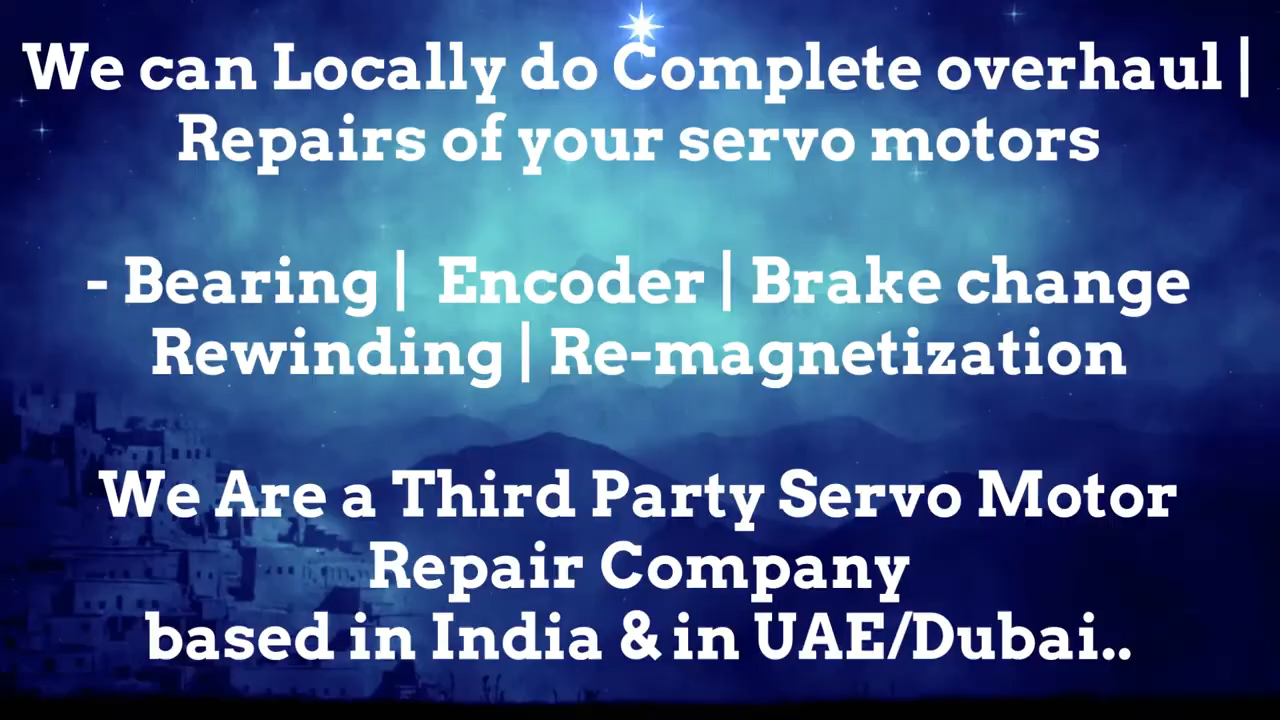 We can Locally do Complete overhaul |
Repairs of your servo motors
- Bearing | Encoder | Brake change
Rewinding | Re-magnetization
We Are a Third Party Servo Motor
Repair Company
based in India & in UAE/Dubai..